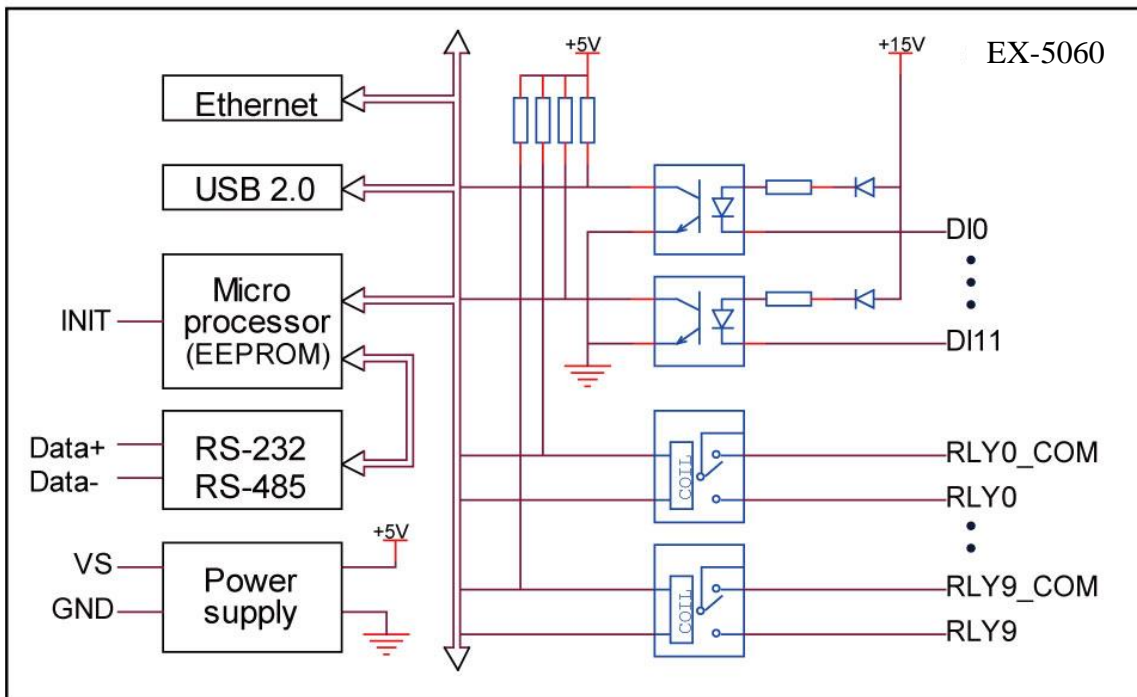 EX-5060
+5V
+15V
Ethernet
USB 2.0
Micro
processor
(EEPROM)
INIT
RS-232
RS-485
Data+
Data-
+5V
VS
GND
Power
supply
DI0
DI11
COIL
RLY0_COM
RLY0
COIL
RLY9_COM
RLY9